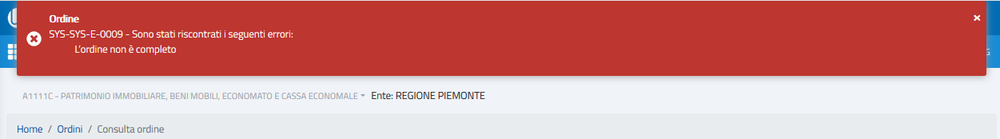 Ordine
SYS-SYS-E-0009 - Sono stati riscontrati i seguenti errori:
L'ordine non è completo
A1111C - PATRIMONIO IMMOBILIARE, BENI MOBILI, ECONOMATO E CASSA ECONOMALE Ente: REGIONE PIEMONTE
Home / Ordini / Consulta ordine